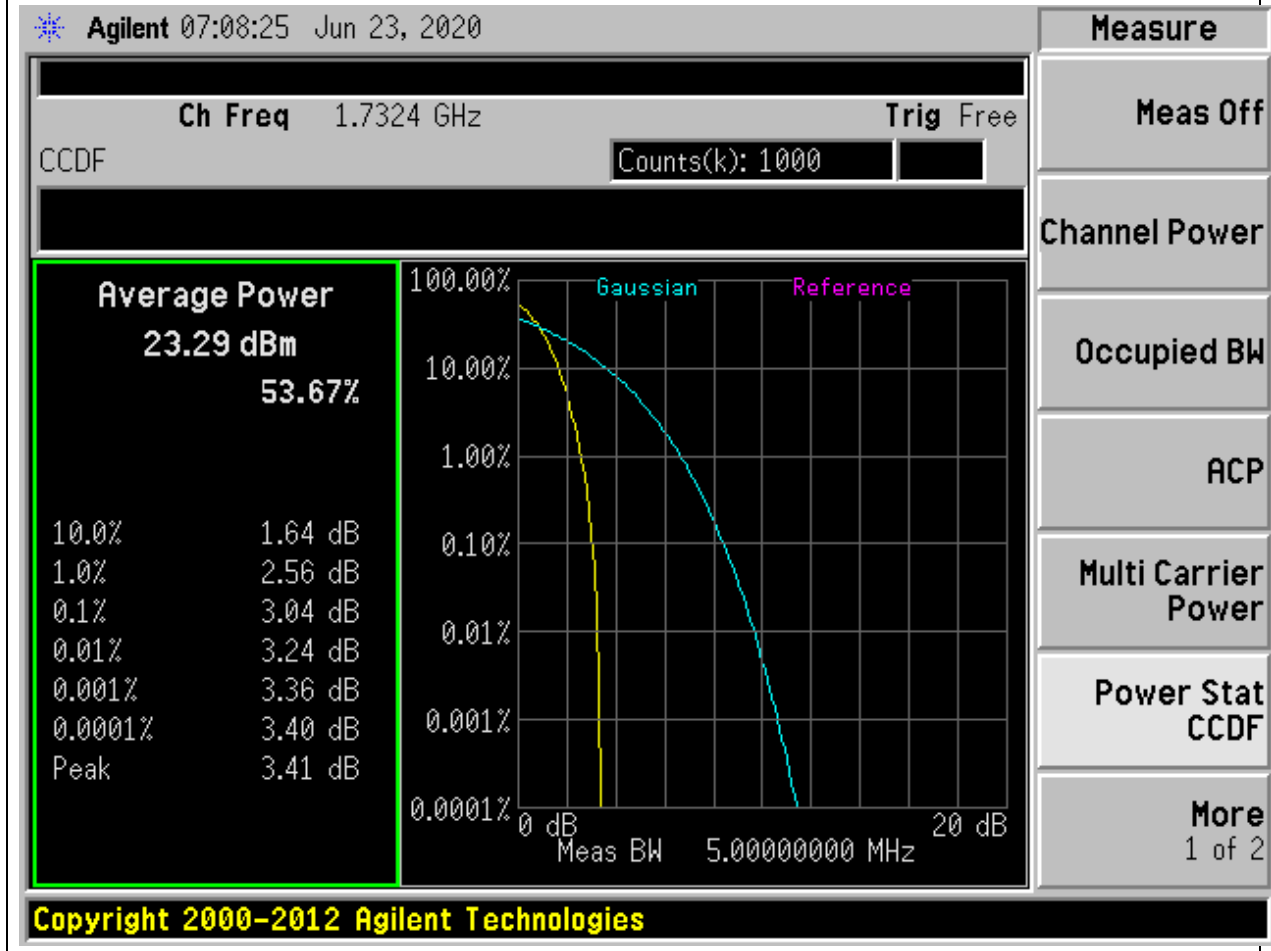 Agilent 07:08:25 Jun 23, 2020
Measure
Ch Freq 1.7324 GHz
Trig Free
CCDF
Counts(k): 1000
Average Power
23.29 dBm
53.67%
10.0% 1.64 dB
1.0% 2.56 dB
0.1% 3.04 dB
0.01% 3.24 dB
0.001% 3.36 dB
0.0001% 3.40 dB
Peak 3.41 dB
Gaussian
Reference
100.00%
10.00%
1.00%
0.10%
0.01%
0.001%
0.0001%
0 dB
20 dB
Meas BW 5.00000000 MHz
Meas Off
Channel Power
Occupied BW
ACP
Multi Carrier
Power
Power Stat
CCDF
More
1 of 2
Copyright 2000-2012 Agilent Technologies